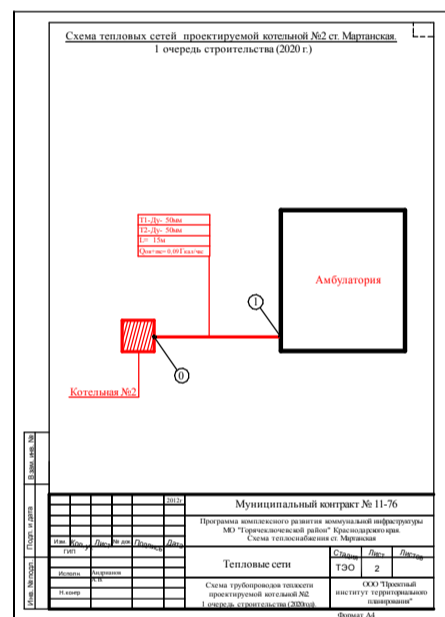 Схема тепловых сетей проектируемой котельной №2 ст. Мартанская.
1 очередь строительства (2020 г.)
Т1-Ду- 50мм
Т2-Ду- 50мм
L= 15м
Амбулатория
1
0
Котельная №2
Взам. инв. №
Подп. и дата
Инв. № подл.
2012г
Муниципальный контракт № 11-76
Программа комплексного развития коммунальной инфраструктуры
МО "Горячеключевской район" Краснодарского края.
Схема теплоснабжения ст. Мартанская
Изм. Кол. у Лист № док Подпись Дата
ГИП
Тепловые сети
Стадия Лист Листов
ТЭО 2
Исполн. Андрианов
А.Н.
Н.контр
Схема трубопроводов теплосети
проектируемой котельной №2.
1 очередь строительства (2020год).
ООО "Проектный
институт территориального
планирования"
Формат А4